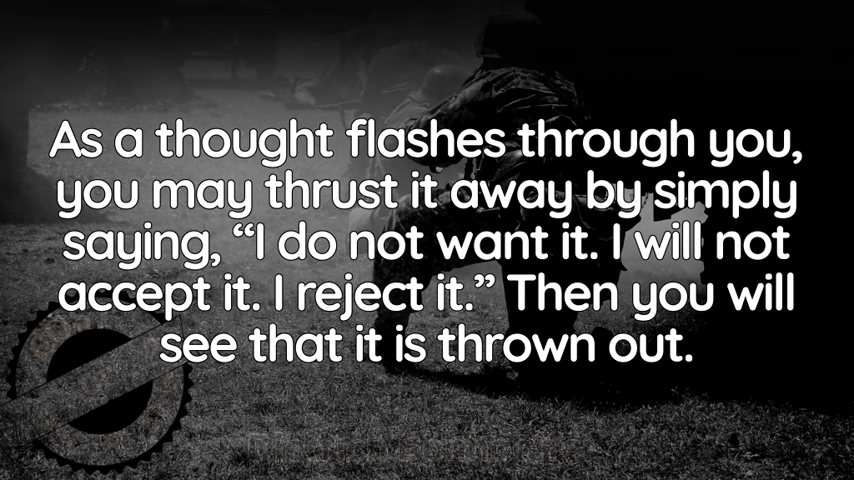 As a thought flashes through you,
you may thrust it away by simply
saying, “I do not want it. I will not
accept it. I reject it.” Then you will
see that it is thrown out.